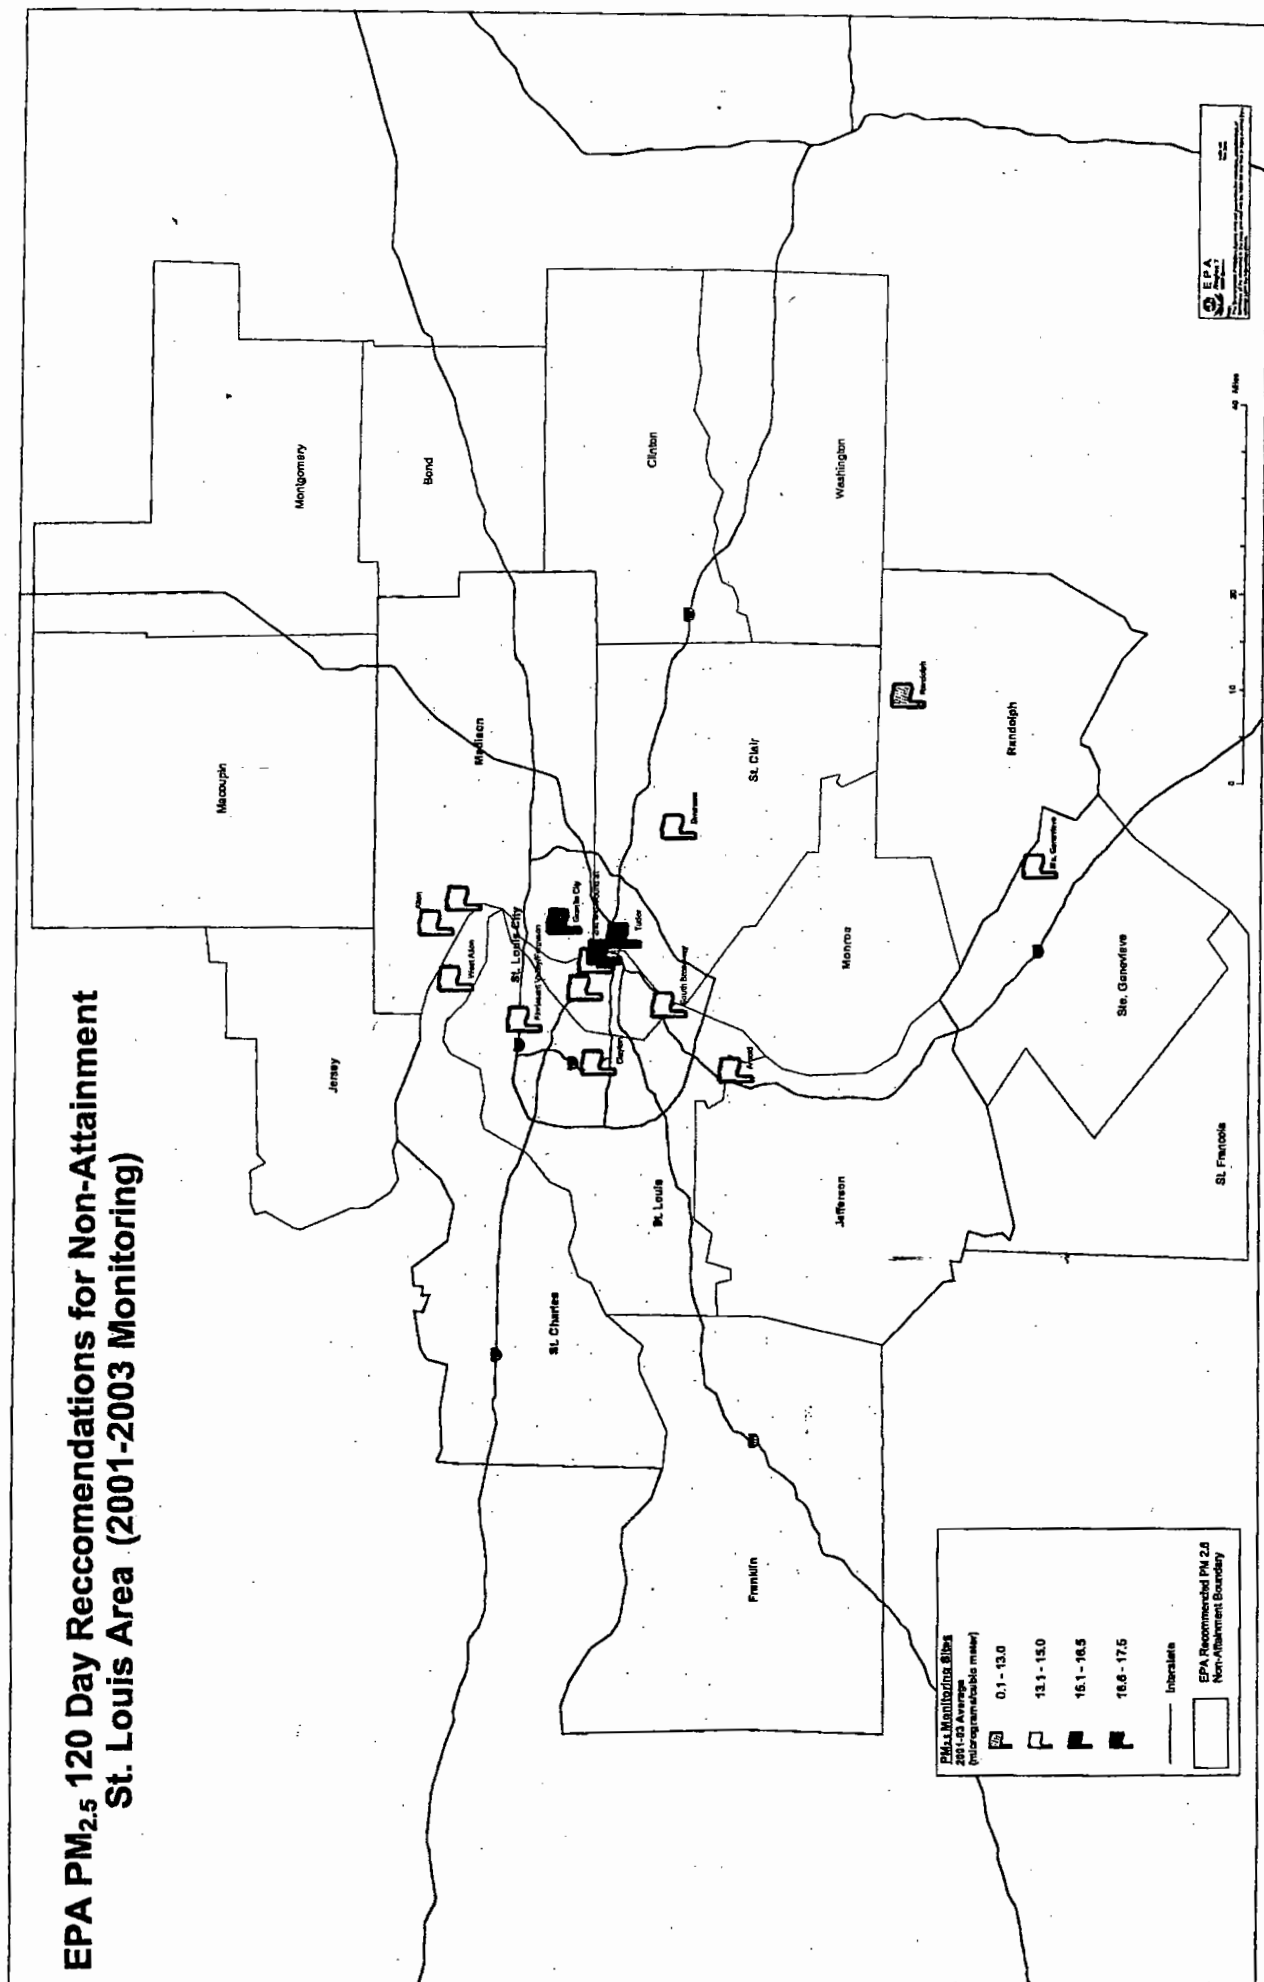 EPA PM2.5 120 Day Reccomendations for Non-Attainment
St. Louis Area (2001-2003 Monitoring)
Macoupin
Montgomery
Jersey
Bond
Madison
Alton
West Alton
St. Louis City
Florissant Valley/Ferguson
Granite City
Tudor
Clayton
South Broadway
Arnold
Clinton
St. Charles
St. Louis
St. Clair
Swansea
Washington
Franklin
Jefferson
Monroe
Randolph
Randolph
Ste. Genevieve
Ste. Genevieve
St. Francois
PM2.5 Monitoring Sites
2001-03 Average
(micrograms/cubic meter)
0.1 - 13.0
13.1 - 15.0
15.1 - 16.5
16.6 - 17.5
Interstate
EPA Recommended PM 2.5
Non-Attainment Boundary
0 10 20 40 Miles
EPA